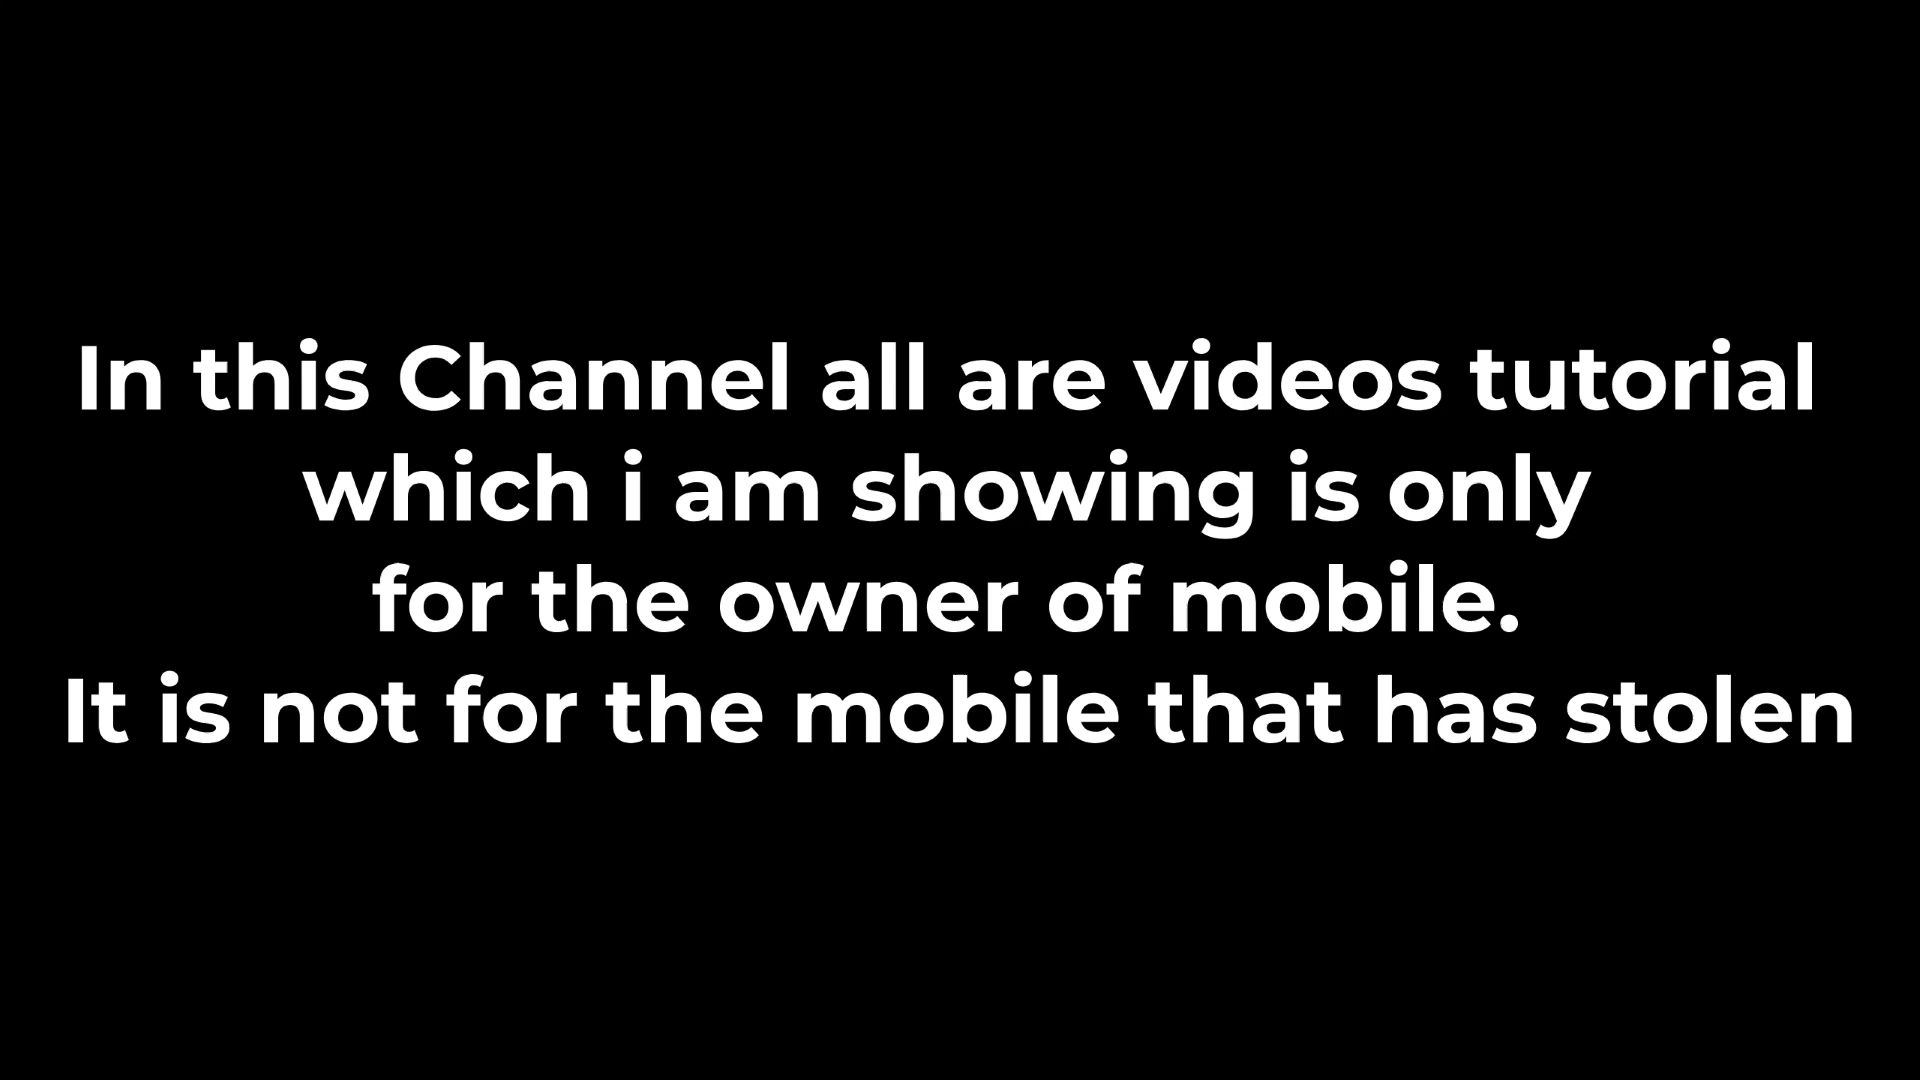 In this Channel all are videos tutorial
which i am showing is only
for the owner of mobile.
It is not for the mobile that has stolen